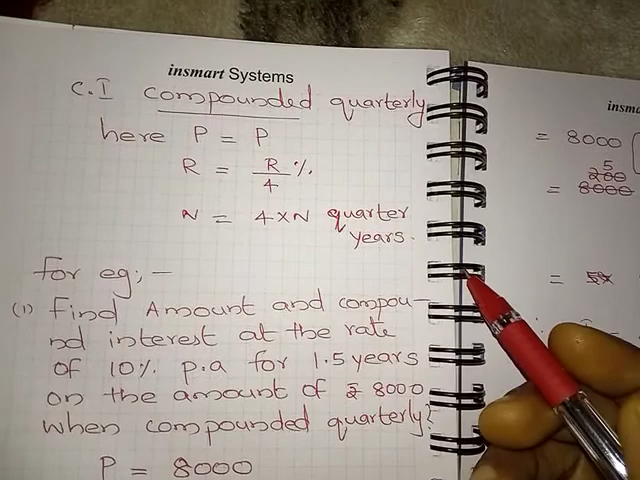 insmart Systems
C.I compounded quarterly
here P = P
R = R/4 %
N = 4×N quarter years.
for eg; —
(1) Find Amount and compou-
nd interest at the rate
of 10% p.a for 1.5 years
on the amount of ₹ 8000
when compounded quarterly?
P = 8000
= 8000
5
200
= 8000
=